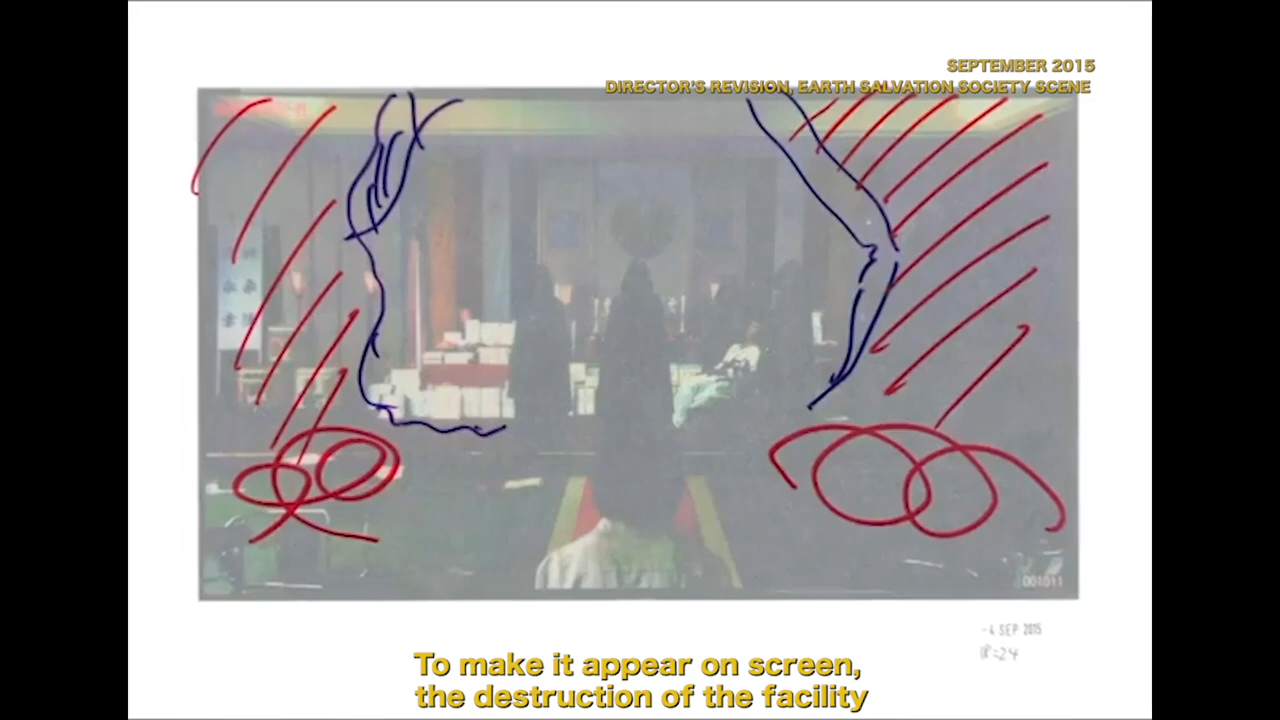 SEPTEMBER 2015
DIRECTOR'S REVISION, EARTH SALVATION SOCIETY SCENE
001011
-4 SEP 2015
To make it appear on screen,
the destruction of the facility